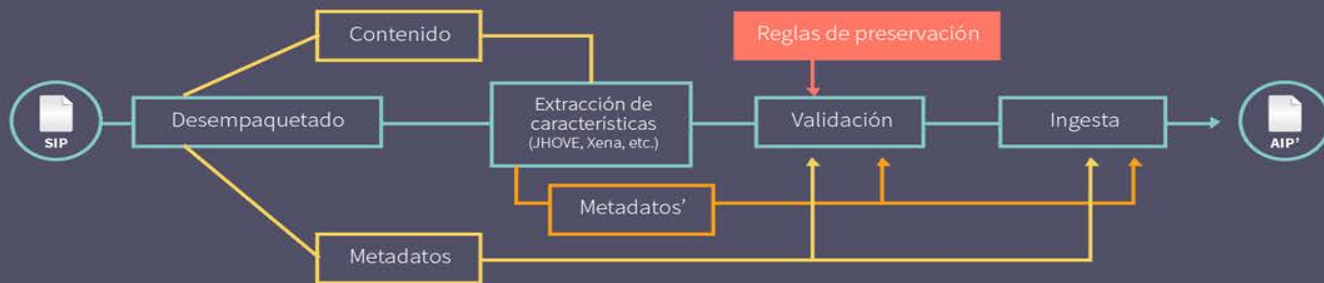 Contenido
Reglas de preservación
SIP
Desempaquetado
Extracción de
características
(JHOVE, Xena, etc.)
Validación
Ingesta
AIP’
Metadatos’
Metadatos